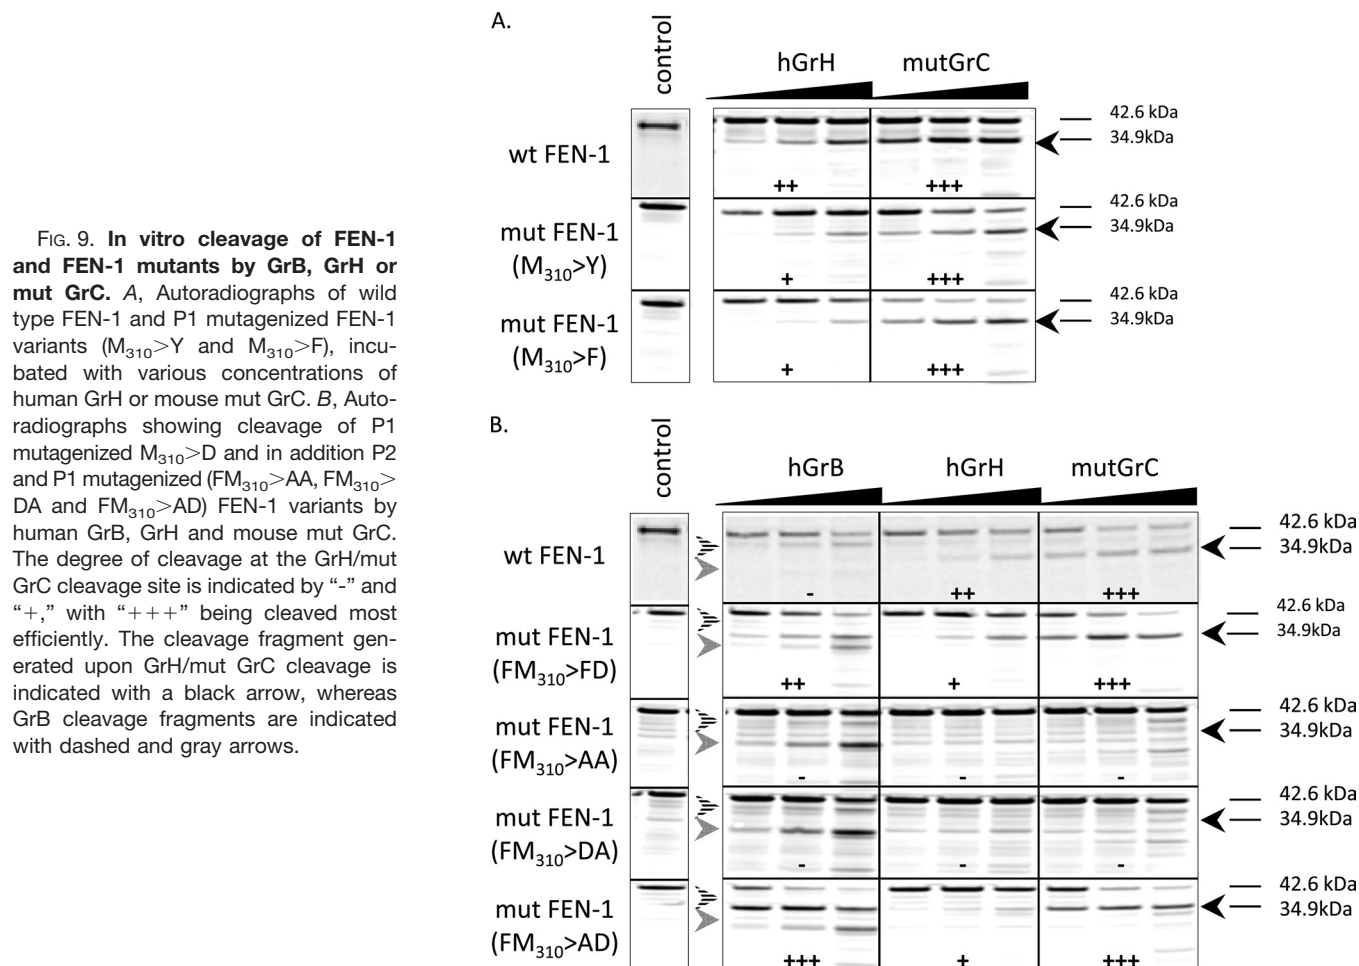 FIG. 9. In vitro cleavage of FEN-1
and FEN-1 mutants by GrB, GrH or
mut GrC. A, Autoradiographs of wild
type FEN-1 and P1 mutagenized FEN-1
variants (M310>Y and M310>F), incu-
bated with various concentrations of
human GrH or mouse mut GrC. B, Auto-
radiographs showing cleavage of P1
mutagenized M310>D and in addition P2
and P1 mutagenized (FM310>AA, FM310>
DA and FM310>AD) FEN-1 variants by
human GrB, GrH and mouse mut GrC.
The degree of cleavage at the GrH/mut
GrC cleavage site is indicated by “-” and
“+,” with “+++” being cleaved most
efficiently. The cleavage fragment gen-
erated upon GrH/mut GrC cleavage is
indicated with a black arrow, whereas
GrB cleavage fragments are indicated
with dashed and gray arrows.
A.
control
hGrH mutGrC
42.6 kDa
34.9kDa
wt FEN-1
++ +++
42.6 kDa
mut FEN-1 34.9kDa
(M310>Y)
+ +++
42.6 kDa
mut FEN-1 34.9kDa
(M310>F)
+ +++
B.
control
hGrB hGrH mutGrC
42.6 kDa
34.9kDa
wt FEN-1
- ++ +++
42.6 kDa
mut FEN-1 34.9kDa
(FM310>FD)
++ + +++
42.6 kDa
mut FEN-1 34.9kDa
(FM310>AA)
- - -
42.6 kDa
mut FEN-1 34.9kDa
(FM310>DA)
- - -
42.6 kDa
mut FEN-1 34.9kDa
(FM310>AD)
+++ + +++